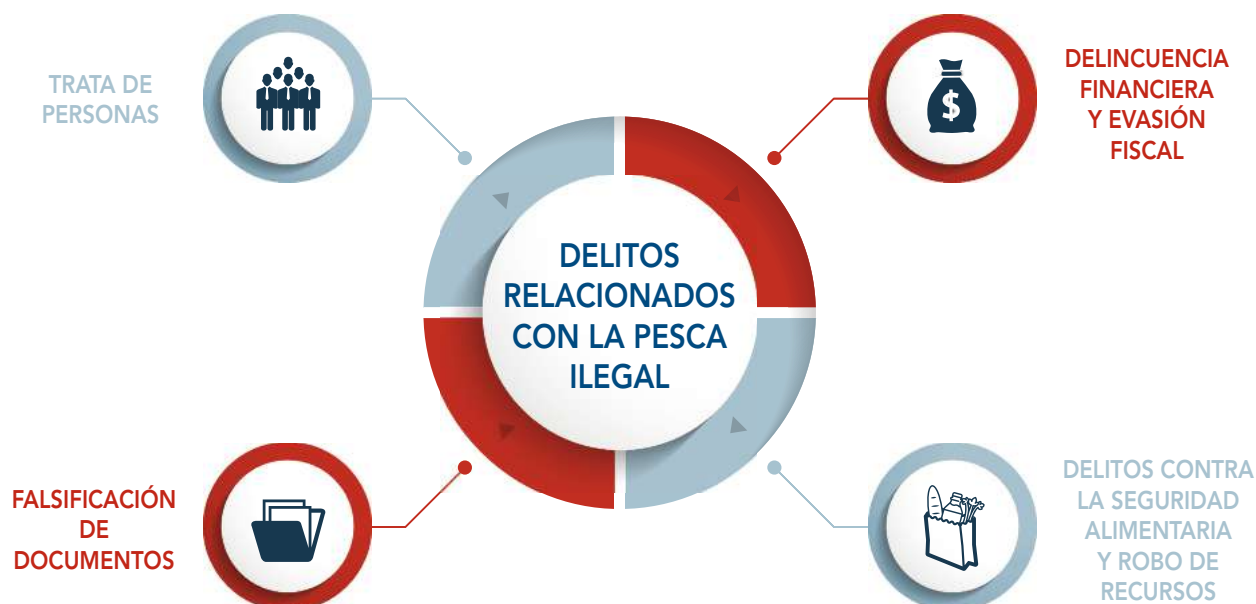 TRATA DE
PERSONAS
DELINCUENCIA
FINANCIERA
Y EVASIÓN
FISCAL
$
DELITOS
RELACIONADOS
CON LA PESCA
ILEGAL
FALSIFICACIÓN
DE
DOCUMENTOS
DELITOS CONTRA
LA SEGURIDAD
ALIMENTARIA
Y ROBO DE
RECURSOS